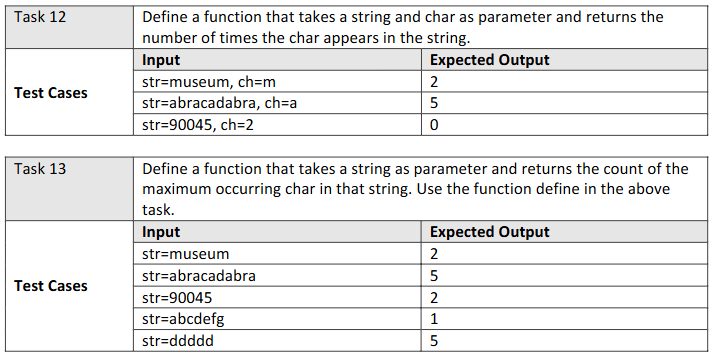 Task 12
Define a function that takes a string and char as parameter and returns the
number of times the char appears in the string.
Test Cases
Input Expected Output
str=museum, ch=m 2
str=abracadabra, ch=a 5
str=90045, ch=2 0
Task 13
Define a function that takes a string as parameter and returns the count of the
maximum occurring char in that string. Use the function define in the above
task.
Test Cases
Input Expected Output
str=museum 2
str=abracadabra 5
str=90045 2
str=abcdefg 1
str=ddddd 5